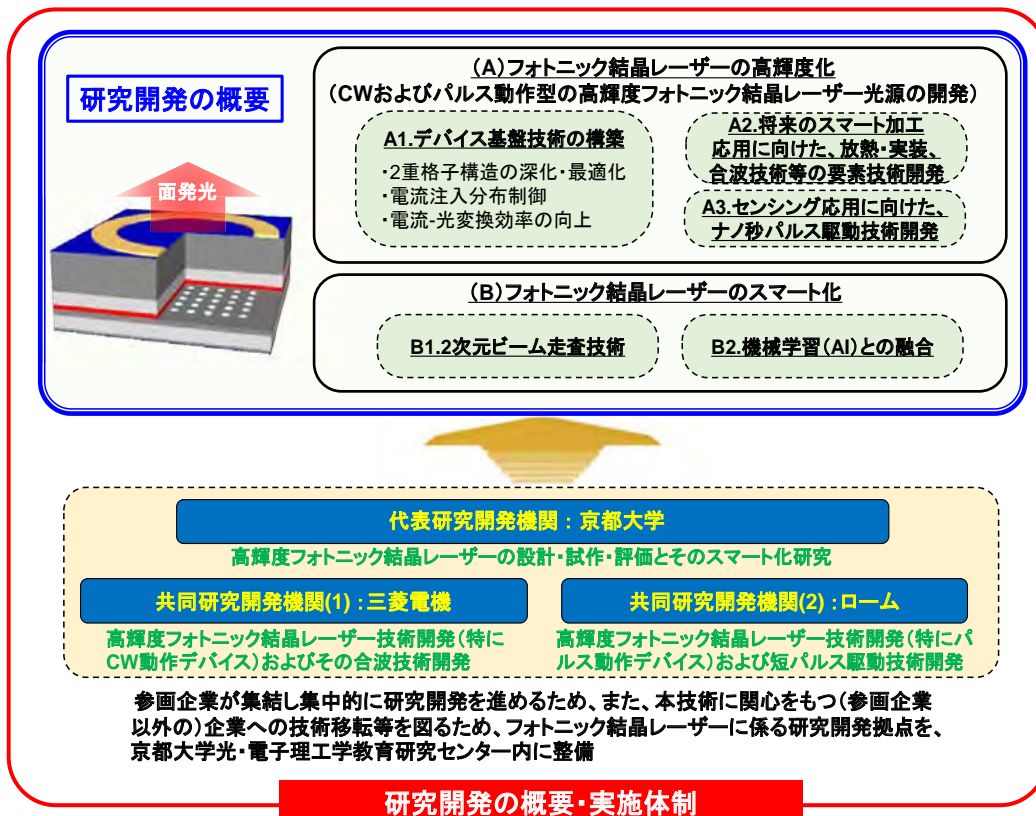 研究開発の概要
面発光
(A)フォトニック結晶レーザーの高輝度化
(CWおよびパルス動作型の高輝度フォトニック結晶レーザー光源の開発)
A1.デバイス基盤技術の構築
・2重格子構造の深化・最適化
・電流注入分布制御
・電流-光変換効率の向上
A2.将来のスマート加工
応用に向けた、放熱・実装、
合波技術等の要素技術開発
A3.センシング応用に向けた、
ナノ秒パルス駆動技術開発
(B)フォトニック結晶レーザーのスマート化
B1.2次元ビーム走査技術
B2.機械学習(AI)との融合
代表研究開発機関：京都大学
高輝度フォトニック結晶レーザーの設計・試作・評価とそのスマート化研究
共同研究開発機関(1)：三菱電機
高輝度フォトニック結晶レーザー技術開発(特に
CW動作デバイス)およびその合波技術開発
共同研究開発機関(2)：ローム
高輝度フォトニック結晶レーザー技術開発(特にパ
ルス動作デバイス)および短パルス駆動技術開発
参画企業が集結し集中的に研究開発を進めるため、また、本技術に関心をもつ(参画企業
以外の)企業への技術移転等を図るため、フォトニック結晶レーザーに係る研究開発拠点を、
京都大学光・電子理工学教育研究センター内に整備
研究開発の概要・実施体制